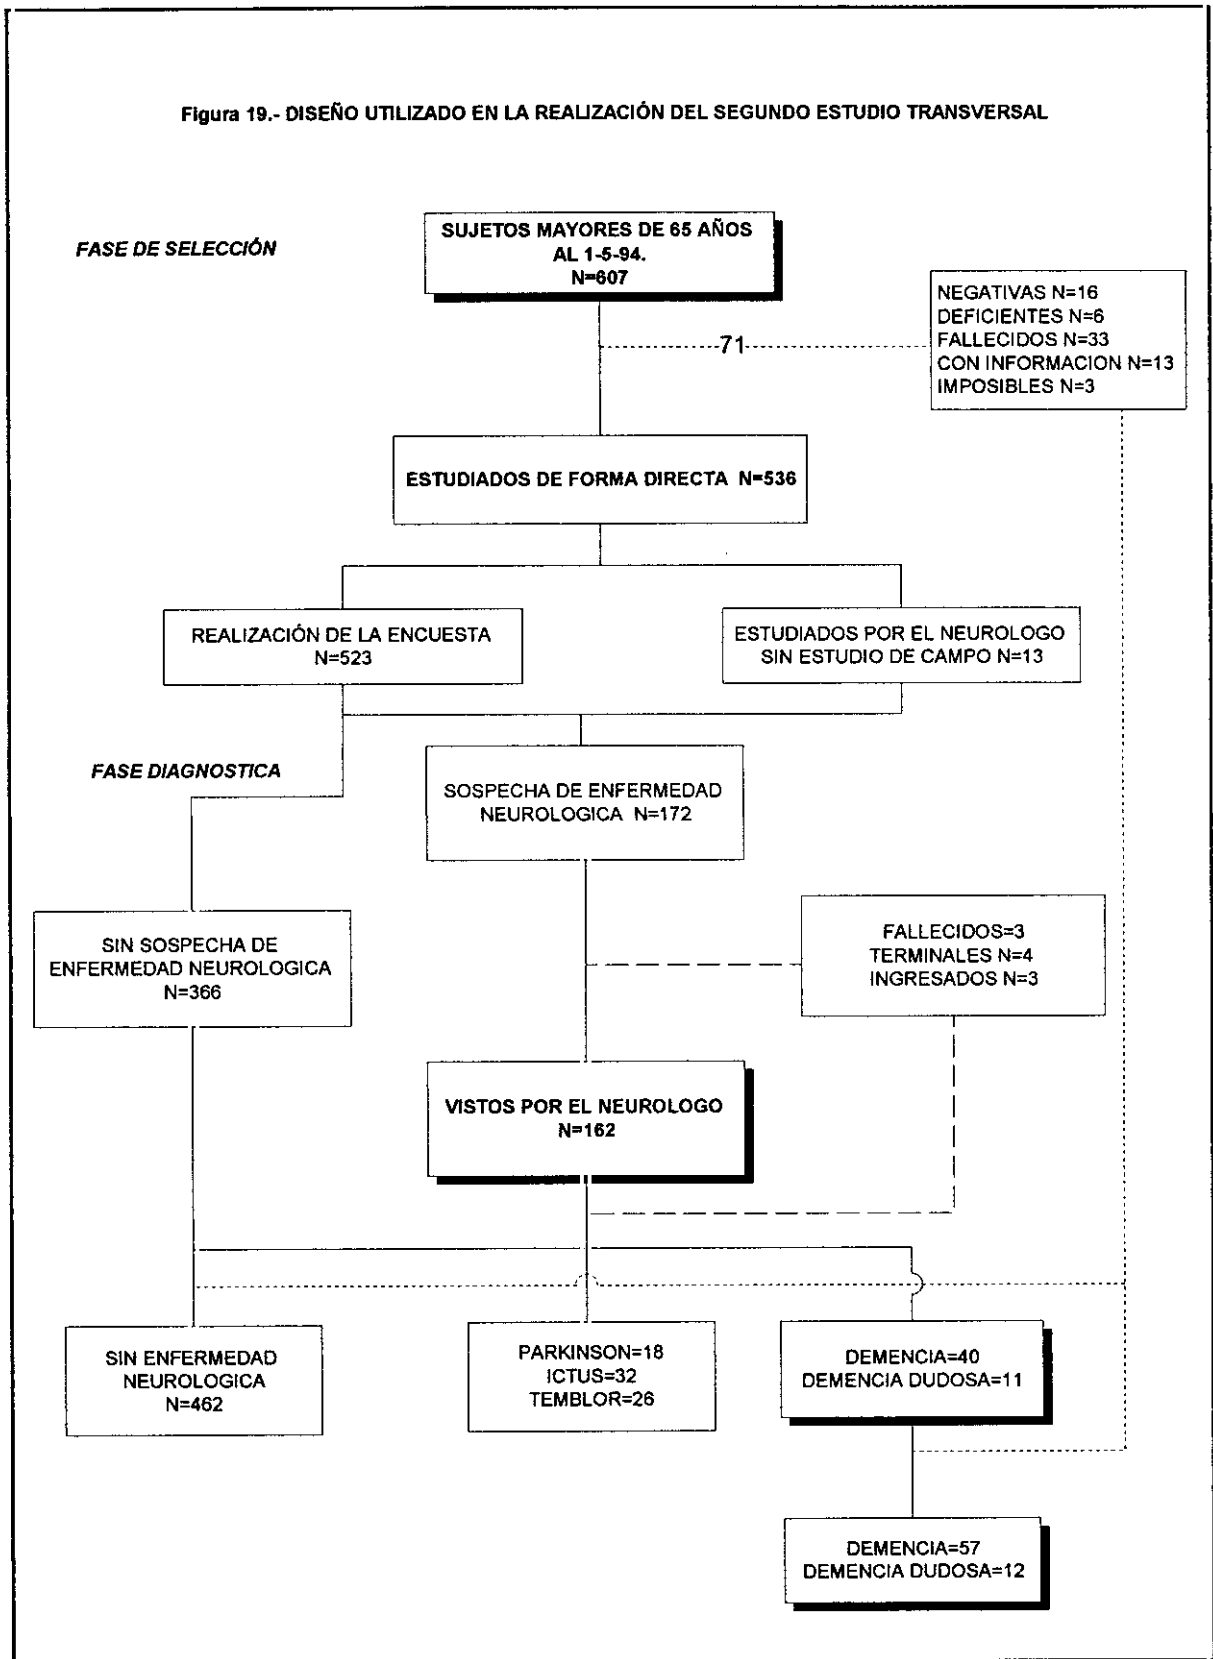 Figura 19.- DISEÑO UTILIZADO EN LA REALIZACIÓN DEL SEGUNDO ESTUDIO TRANSVERSAL
FASE DE SELECCIÓN
SUJETOS MAYORES DE 65 AÑOS
AL 1-5-94.
N=607
71
NEGATIVAS N=16
DEFICIENTES N=6
FALLECIDOS N=33
CON INFORMACION N=13
IMPOSIBLES N=3
ESTUDIADOS DE FORMA DIRECTA N=536
REALIZACIÓN DE LA ENCUESTA
N=523
ESTUDIADOS POR EL NEUROLOGO
SIN ESTUDIO DE CAMPO N=13
FASE DIAGNOSTICA
SOSPECHA DE ENFERMEDAD
NEUROLOGICA N=172
SIN SOSPECHA DE
ENFERMEDAD NEUROLOGICA
N=366
FALLECIDOS=3
TERMINALES N=4
INGRESADOS N=3
VISTOS POR EL NEUROLOGO
N=162
SIN ENFERMEDAD
NEUROLOGICA
N=462
PARKINSON=18
ICTUS=32
TEMBLOR=26
DEMENCIA=40
DEMENCIA DUDOSA=11
DEMENCIA=57
DEMENCIA DUDOSA=12